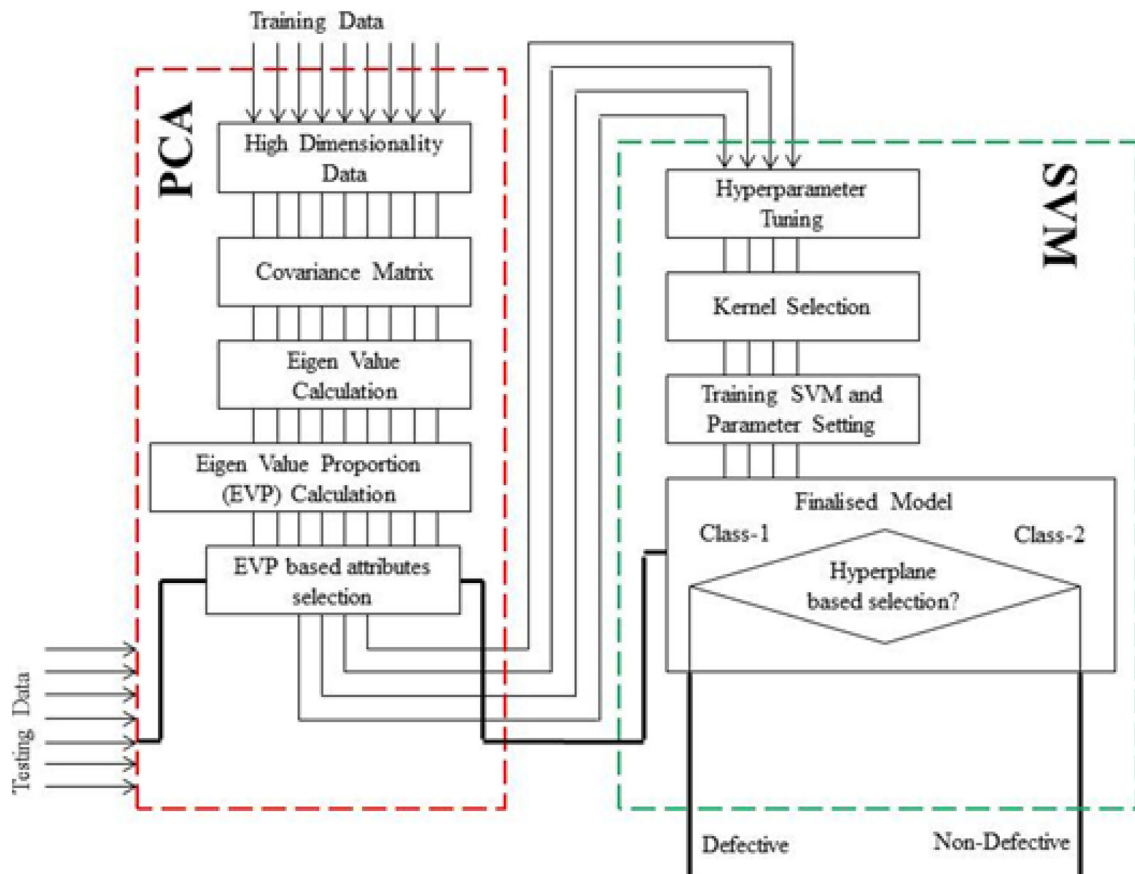 Training Data
PCA
High Dimensionality
Data
Covariance Matrix
Eigen Value
Calculation
Eigen Value Proportion
(EVP) Calculation
EVP based attributes
selection
Testing Data
SVM
Hyperparameter
Tuning
Kernel Selection
Training SVM and
Parameter Setting
Finalised Model
Class-1
Class-2
Hyperplane
based selection?
Defective
Non-Defective